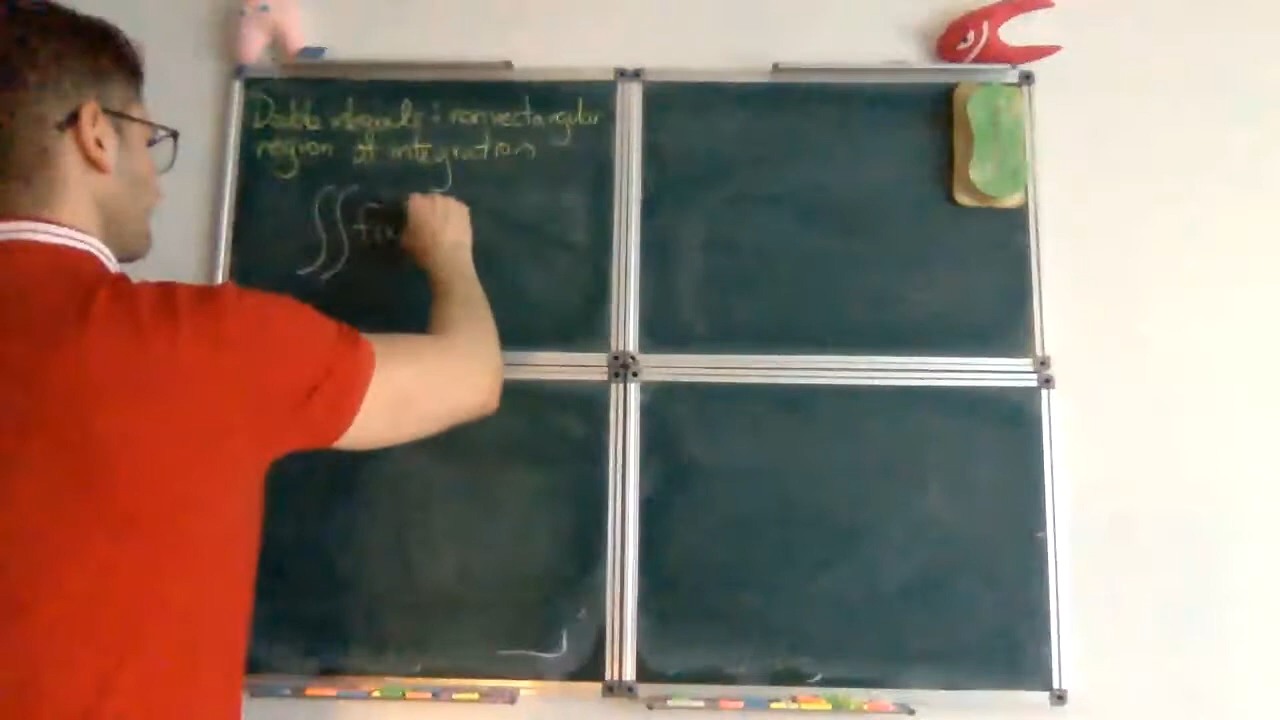 Double integrals : nonrectangular
region of integration
∬ f(x